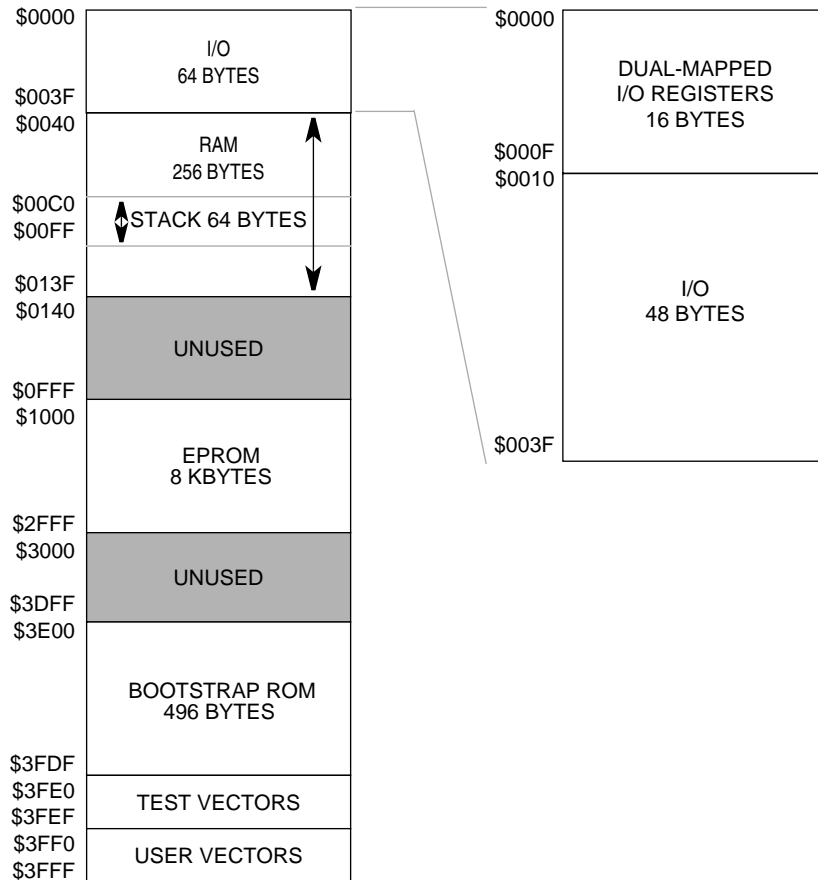 $0000
I/O
64 BYTES
$003F
$0040
RAM
256 BYTES
$00C0
$00FF
STACK 64 BYTES
$013F
$0140
UNUSED
$0FFF
$1000
EPROM
8 KBYTES
$2FFF
$3000
UNUSED
$3DFF
$3E00
BOOTSTRAP ROM
496 BYTES
$3FDF
$3FE0
TEST VECTORS
$3FEF
$3FF0
USER VECTORS
$3FFF
$0000
DUAL-MAPPED
I/O REGISTERS
16 BYTES
$000F
$0010
I/O
48 BYTES
$003F